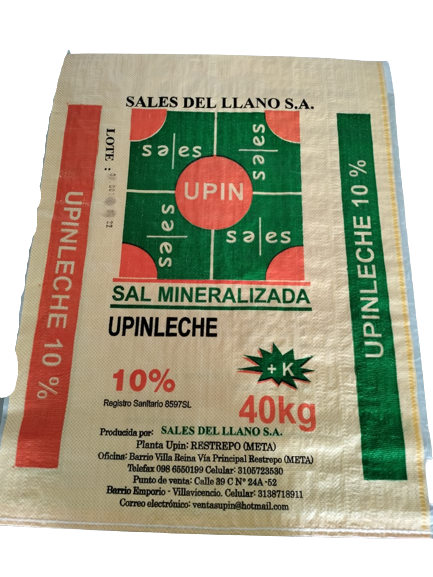 SALES DEL LLANO S.A.
LOTE :
sales
sales
UPIN
sales
sales
SAL MINERALIZADA
UPINLECHE
10%
+K
Registro Sanitario 8597SL
40kg
UPINLECHE 10 %
UPINLECHE 10 %
Producida por: SALES DEL LLANO S.A.
Planta Upin: RESTREPO (META)
Oficina: Barrio Villa Reina Vía Principal Restrepo (META)
Telefax 098 6550199 Celular: 3105723530
Punto de venta: Calle 39 C Nº 24A -52
Barrio Emporio - Villavicencio. Celular: 3138718911
Correo electrónico: ventasupin@hotmail.com